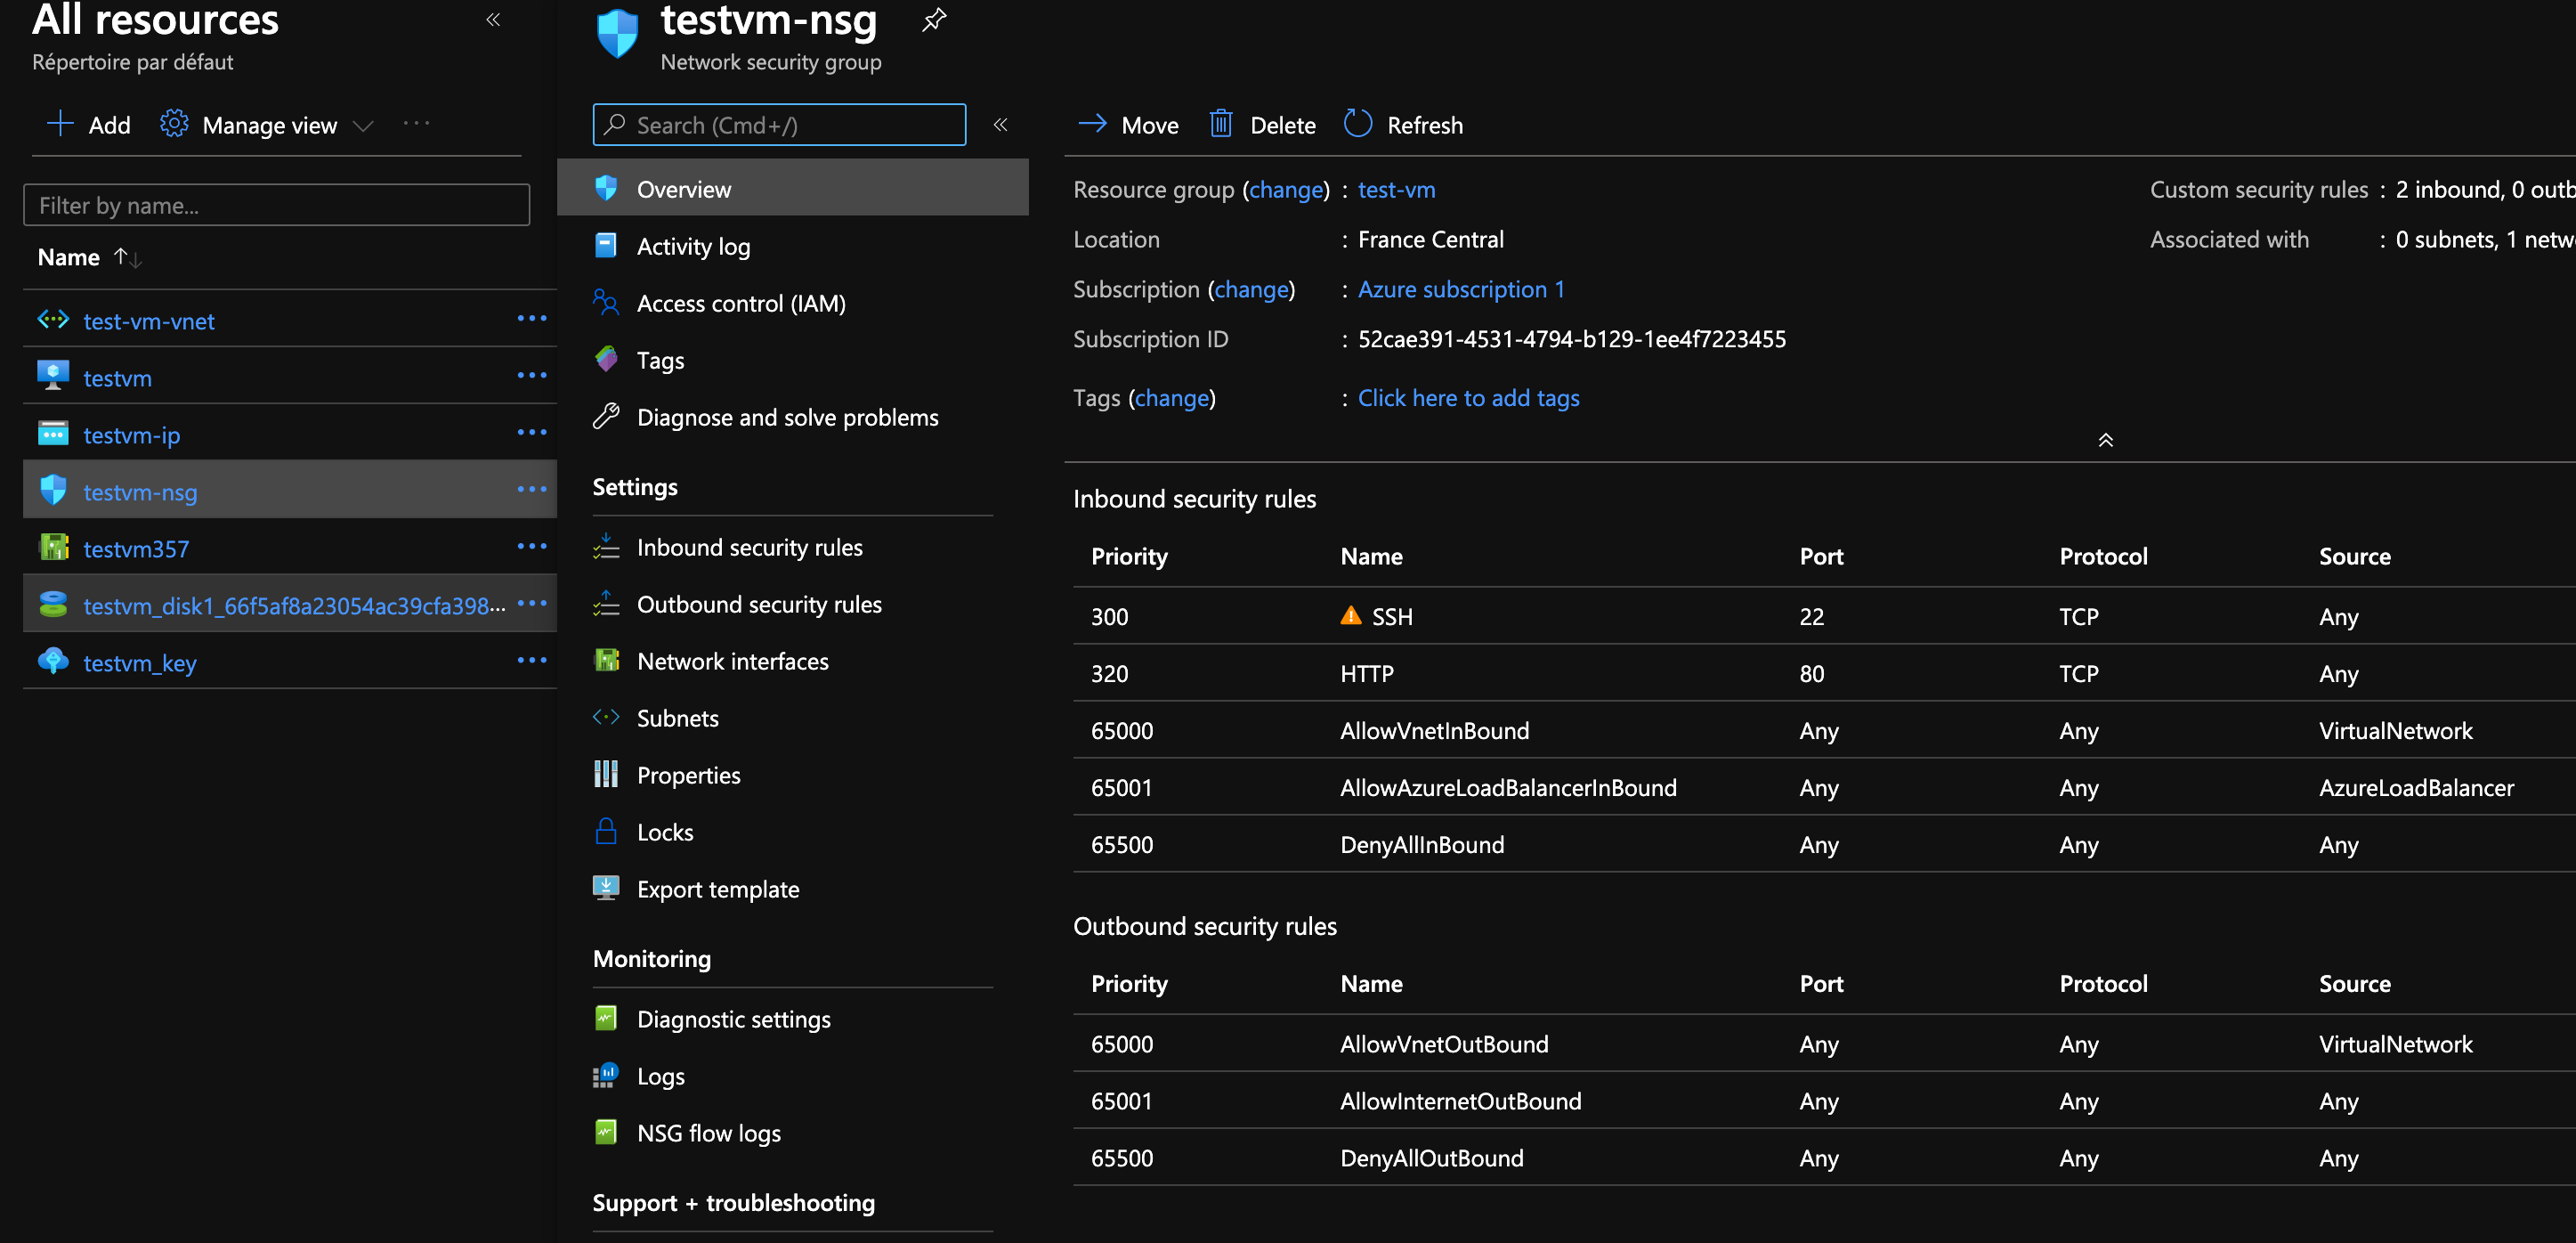 All resources
Répertoire par défaut
Add Manage view
Filter by name...
Name
test-vm-vnet
testvm
testvm-ip
testvm-nsg
testvm357
testvm_disk1_66f5af8a23054ac39cfa398...
testvm_key
testvm-nsg
Network security group
Search (Cmd+/)
Overview
Activity log
Access control (IAM)
Tags
Diagnose and solve problems
Settings
Inbound security rules
Outbound security rules
Network interfaces
Subnets
Properties
Locks
Export template
Monitoring
Diagnostic settings
Logs
NSG flow logs
Support + troubleshooting
Move Delete Refresh
Resource group (change) : test-vm
Location : France Central
Subscription (change) : Azure subscription 1
Subscription ID : 52cae391-4531-4794-b129-1ee4f7223455
Tags (change) : Click here to add tags
Custom security rules : 2 inbound, 0 outb
Associated with : 0 subnets, 1 netw
Inbound security rules
Priority Name Port Protocol Source
300 SSH 22 TCP Any
320 HTTP 80 TCP Any
65000 AllowVnetInBound Any Any VirtualNetwork
65001 AllowAzureLoadBalancerInBound Any Any AzureLoadBalancer
65500 DenyAllInBound Any Any Any
Outbound security rules
Priority Name Port Protocol Source
65000 AllowVnetOutBound Any Any VirtualNetwork
65001 AllowInternetOutBound Any Any Any
65500 DenyAllOutBound Any Any Any